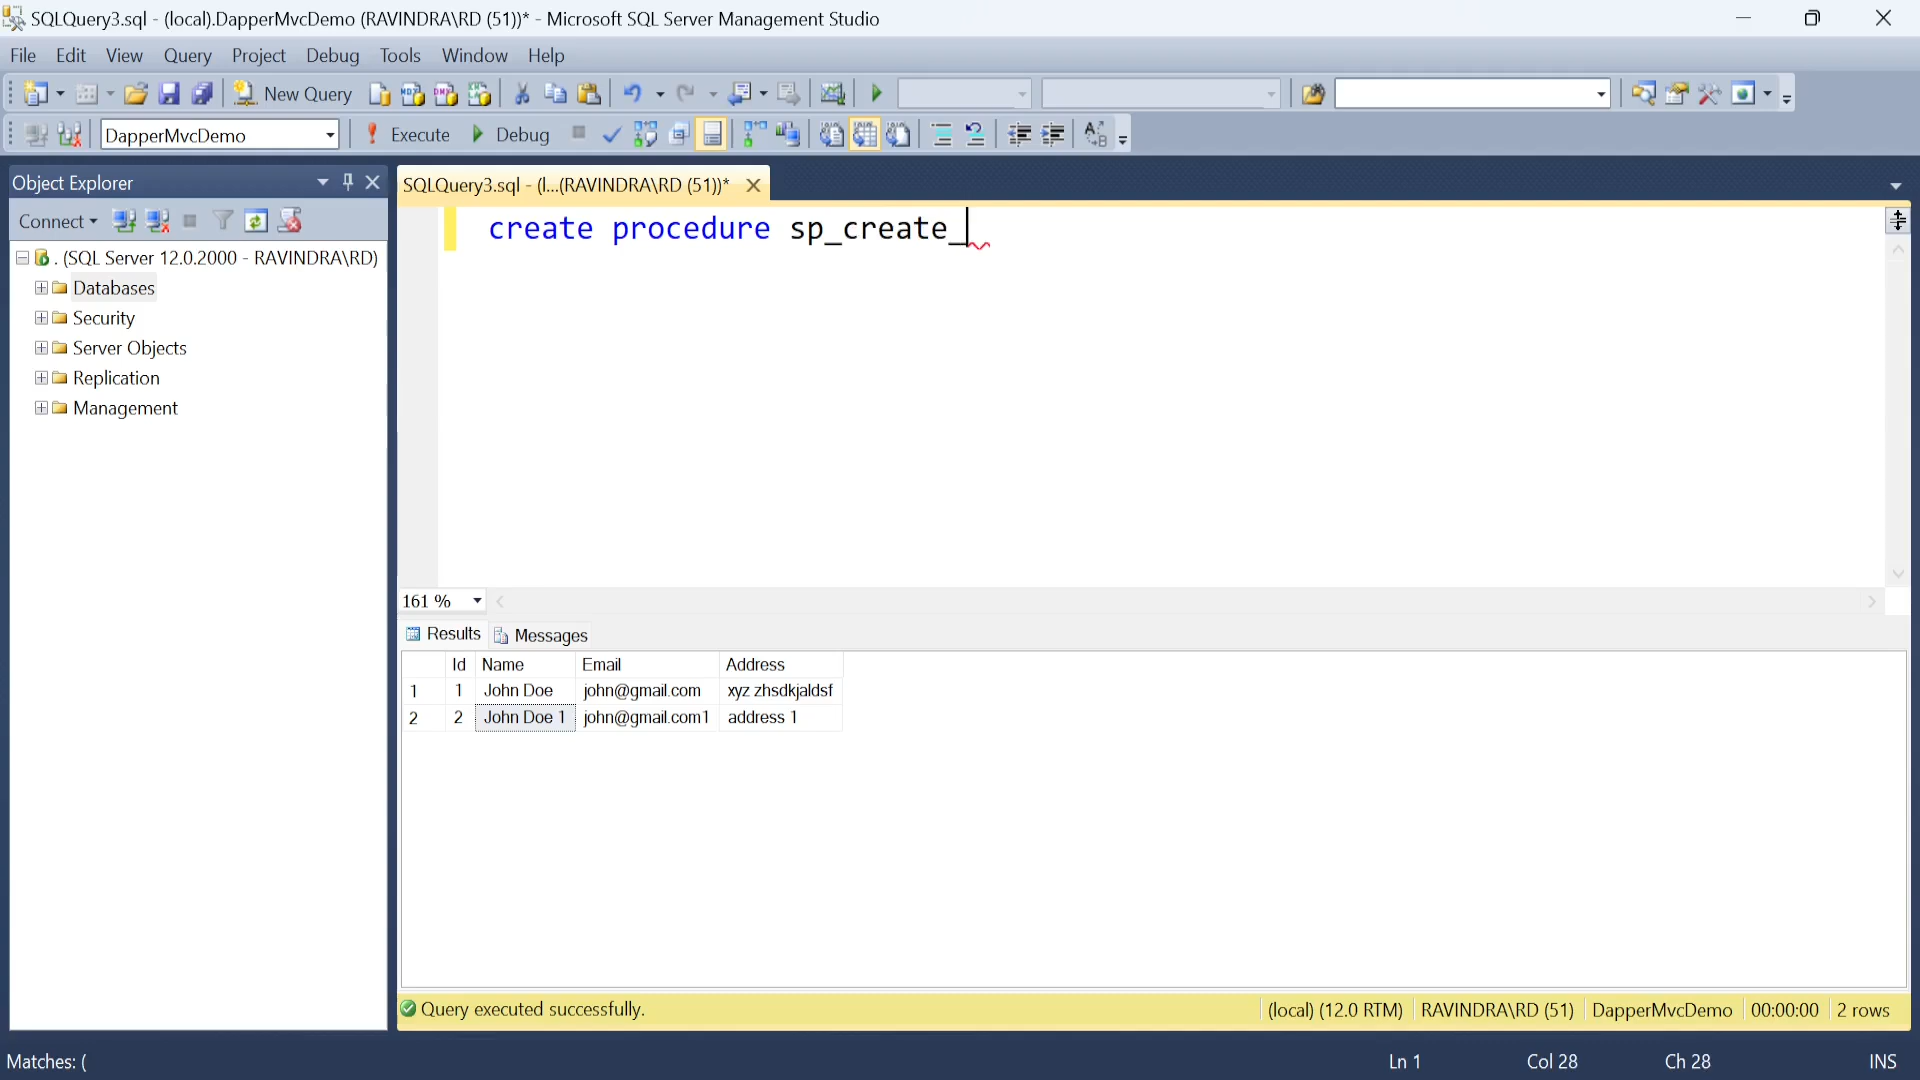 SQLQuery3.sql - (local).DapperMvcDemo (RAVINDRA\RD (51))* - Microsoft SQL Server Management Studio
File Edit View Query Project Debug Tools Window Help
New Query
DapperMvcDemo Execute Debug
Object Explorer
SQLQuery3.sql - (l...(RAVINDRA\RD (51))*
Connect
. (SQL Server 12.0.2000 - RAVINDRA\RD)
Databases
Security
Server Objects
Replication
Management
create procedure sp_create_
161 %
Results Messages
Id Name Email Address
1 1 John Doe john@gmail.com xyz zhsdkjaldsf
2 2 John Doe 1 john@gmail.com1 address 1
Query executed successfully. (local) (12.0 RTM) RAVINDRA\RD (51) DapperMvcDemo 00:00:00 2 rows
Matches: ( Ln 1 Col 28 Ch 28 INS